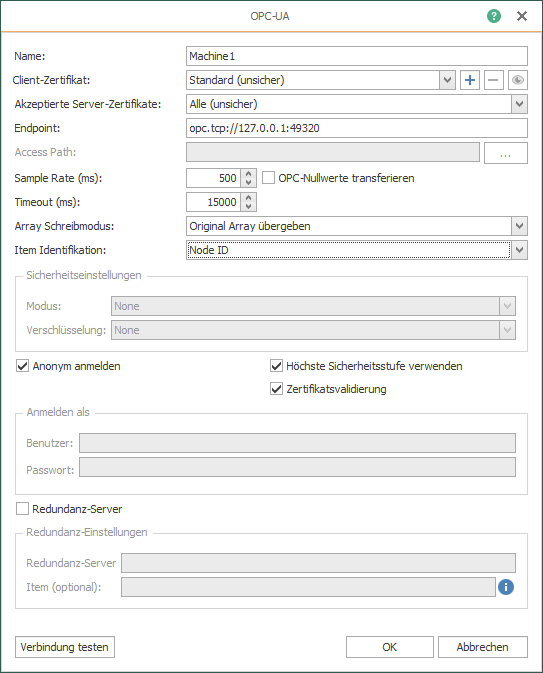 OPC-UA
Name: Machine1
Client-Zertifikat: Standard (unsicher)
Akzeptierte Server-Zertifikate: Alle (unsicher)
Endpoint: opc.tcp://127.0.0.1:49320
Access Path: ...
Sample Rate (ms): 500 OPC-Nullwerte transferieren
Timeout (ms): 15000
Array Schreibmodus: Original Array übergeben
Item Identifikation: Node ID
Sicherheitseinstellungen
Modus: None
Verschlüsselung: None
Anonym anmelden Höchste Sicherheitsstufe verwenden
Zertifikatsvalidierung
Anmelden als
Benutzer:
Passwort:
Redundanz-Server
Redundanz-Einstellungen
Redundanz-Server
Item (optional):
Verbindung testen OK Abbrechen